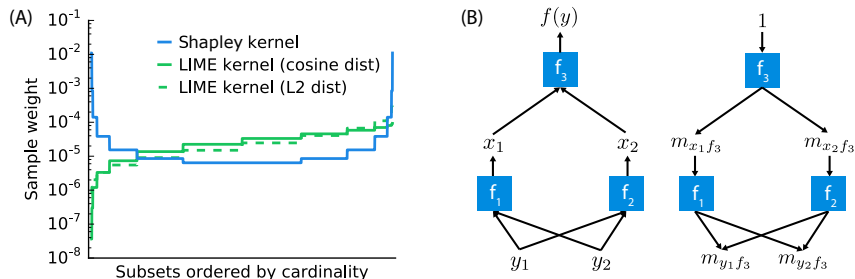 (A)
Sample weight
10⁻¹
10⁻²
10⁻³
10⁻⁴
10⁻⁵
10⁻⁶
10⁻⁷
10⁻⁸
Shapley kernel
LIME kernel (cosine dist)
LIME kernel (L2 dist)
Subsets ordered by cardinality
(B)
f(y)
f₃
x₁ x₂
f₁ f₂
y₁ y₂
1
f₃
m_{x₁f₃} m_{x₂f₃}
f₁ f₂
m_{y₁f₃} m_{y₂f₃}